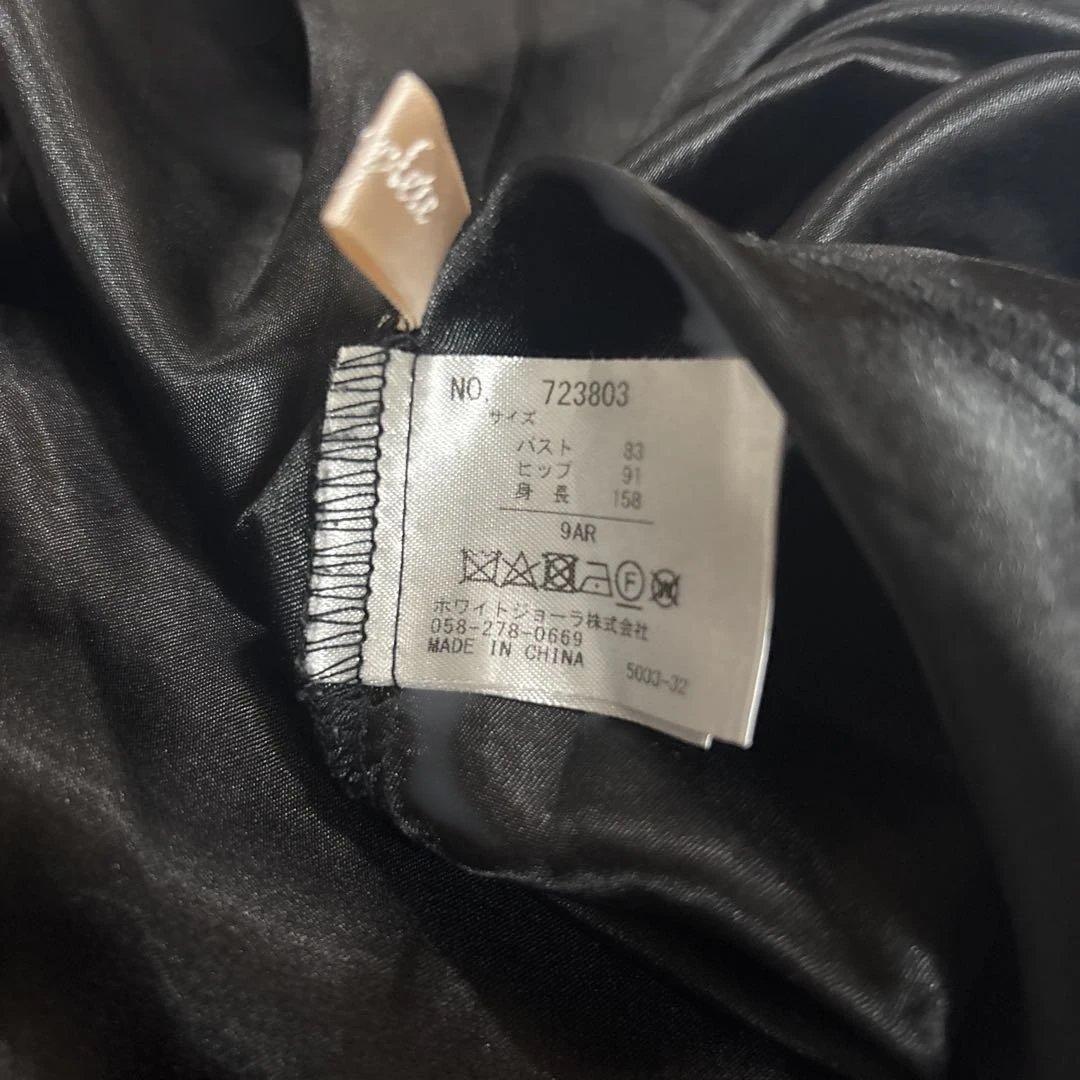 NO. 723803
サイズ
バスト 83
ヒップ 91
身長 158
9AR
F
W
ホワイトジョーラ株式会社
058-278-0669
MADE IN CHINA
5033-32